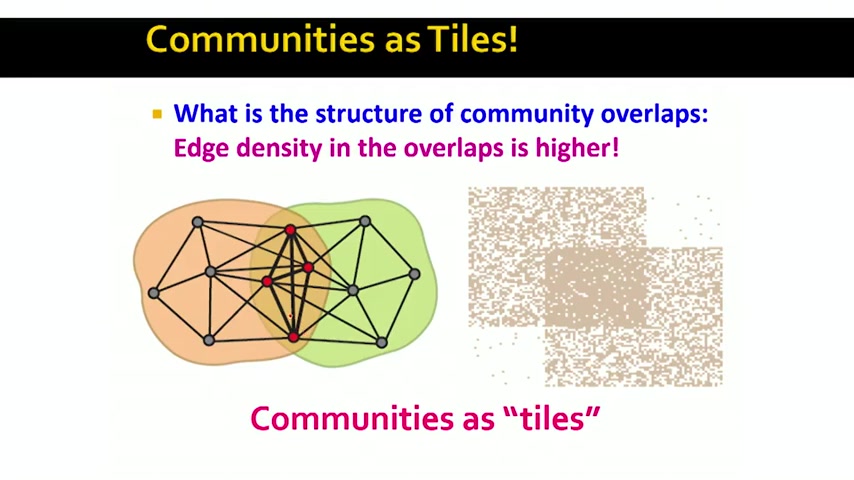 Communities as Tiles!
What is the structure of community overlaps:
Edge density in the overlaps is higher!
Communities as “tiles”